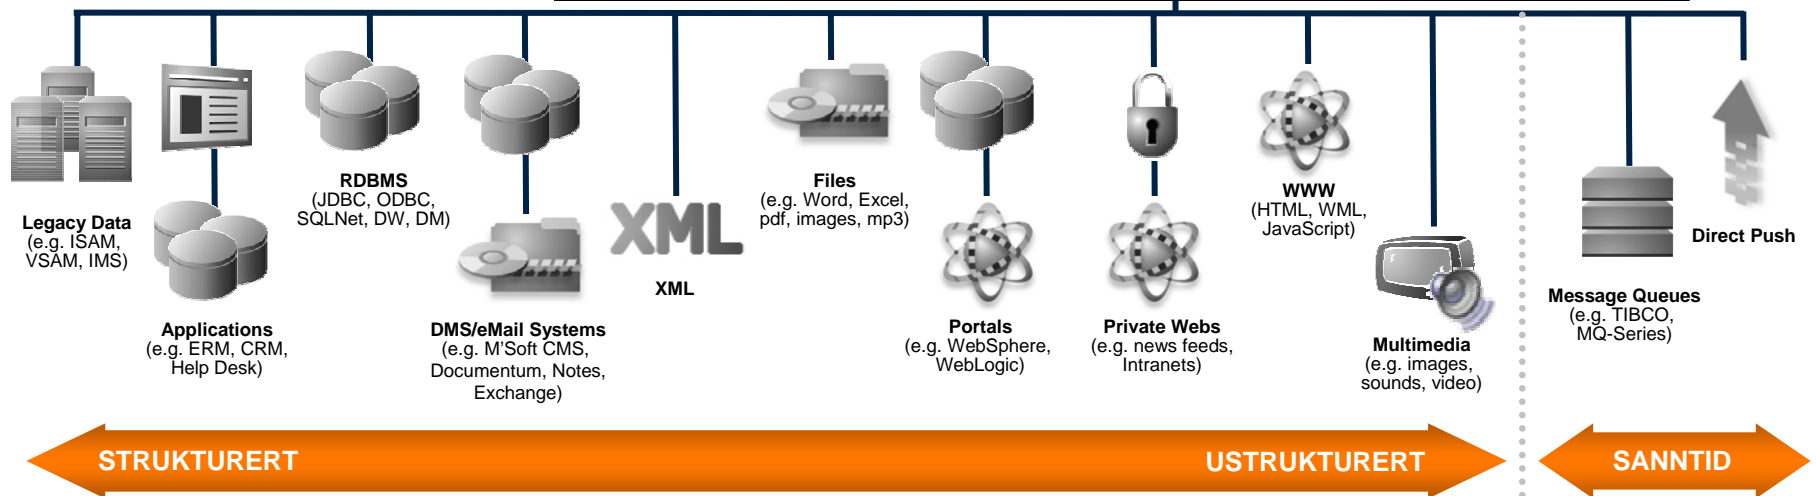 Legacy Data
(e.g. ISAM,
VSAM, IMS)
Applications
(e.g. ERM, CRM,
Help Desk)
RDBMS
(JDBC, ODBC,
SQLNet, DW, DM)
DMS/eMail Systems
(e.g. M'Soft CMS,
Documentum, Notes,
Exchange)
XML
XML
Files
(e.g. Word, Excel,
pdf, images, mp3)
Portals
(e.g. WebSphere,
WebLogic)
Private Webs
(e.g. news feeds,
Intranets)
WWW
(HTML, WML,
JavaScript)
Multimedia
(e.g. images,
sounds, video)
Message Queues
(e.g. TIBCO,
MQ-Series)
Direct Push
STRUKTURERT
USTRUKTURERT
SANNTID